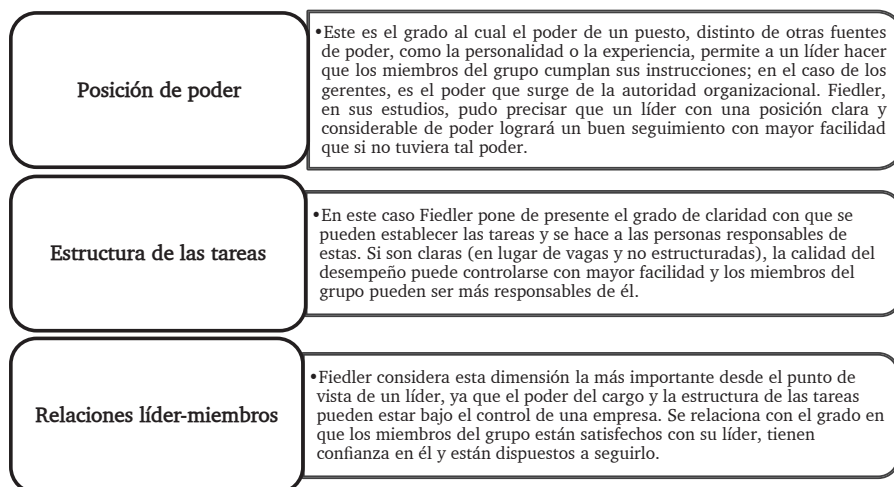 Posición de poder
•Este es el grado al cual el poder de un puesto, distinto de otras fuentes
de poder, como la personalidad o la experiencia, permite a un líder hacer
que los miembros del grupo cumplan sus instrucciones; en el caso de los
gerentes, es el poder que surge de la autoridad organizacional. Fiedler,
en sus estudios, pudo precisar que un líder con una posición clara y
considerable de poder logrará un buen seguimiento con mayor facilidad
que si no tuviera tal poder.
Estructura de las tareas
•En este caso Fiedler pone de presente el grado de claridad con que se
pueden establecer las tareas y se hace a las personas responsables de
estas. Si son claras (en lugar de vagas y no estructuradas), la calidad del
desempeño puede controlarse con mayor facilidad y los miembros del
grupo pueden ser más responsables de él.
Relaciones líder-miembros
•Fiedler considera esta dimensión la más importante desde el punto de
vista de un líder, ya que el poder del cargo y la estructura de las tareas
pueden estar bajo el control de una empresa. Se relaciona con el grado en
que los miembros del grupo están satisfechos con su líder, tienen
confianza en él y están dispuestos a seguirlo.